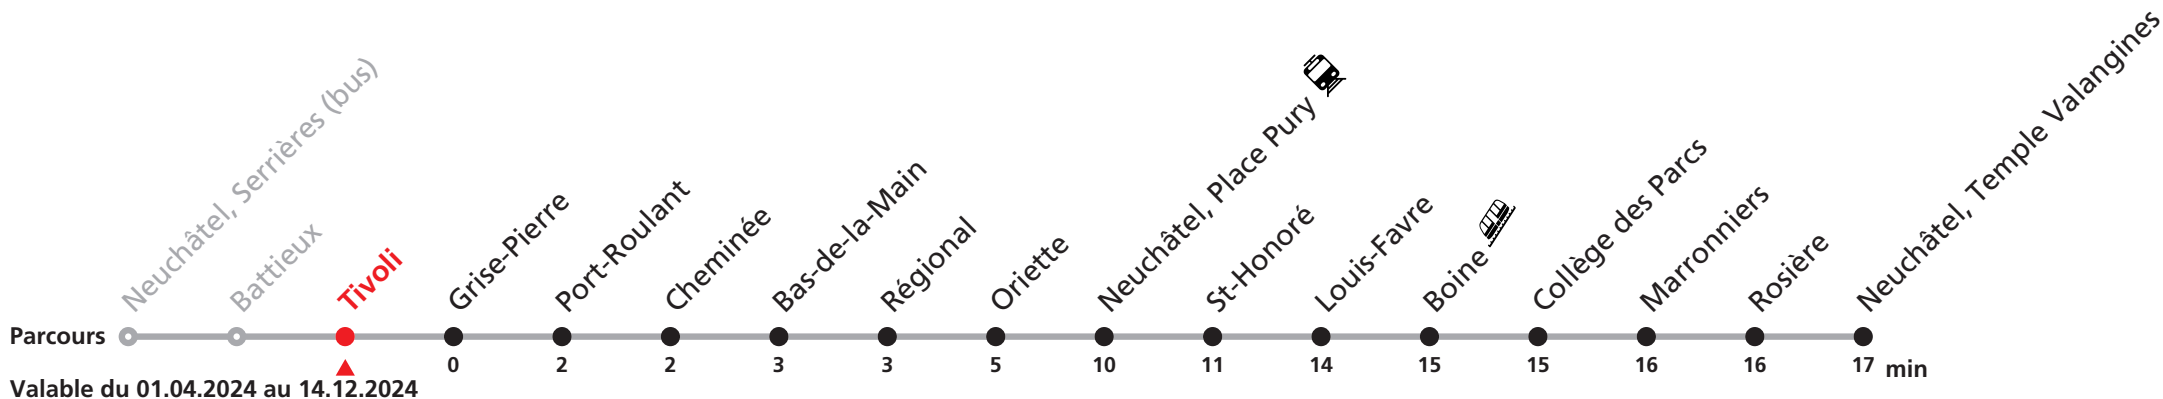 Neuchâtel, Serrières (bus)
Battieux
Tivoli
Grise-Pierre
Port-Roulant
Cheminée
Bas-de-la-Main
Régional
Oriette
Neuchâtel, Place Pury
St-Honoré
Louis-Favre
Boine
Collège des Parcs
Marronniers
Rosière
Neuchâtel, Temple Valangines
Parcours
0 2 2 3 3 5 10 11 14 15 15 16 16 17 min
Valable du 01.04.2024 au 14.12.2024